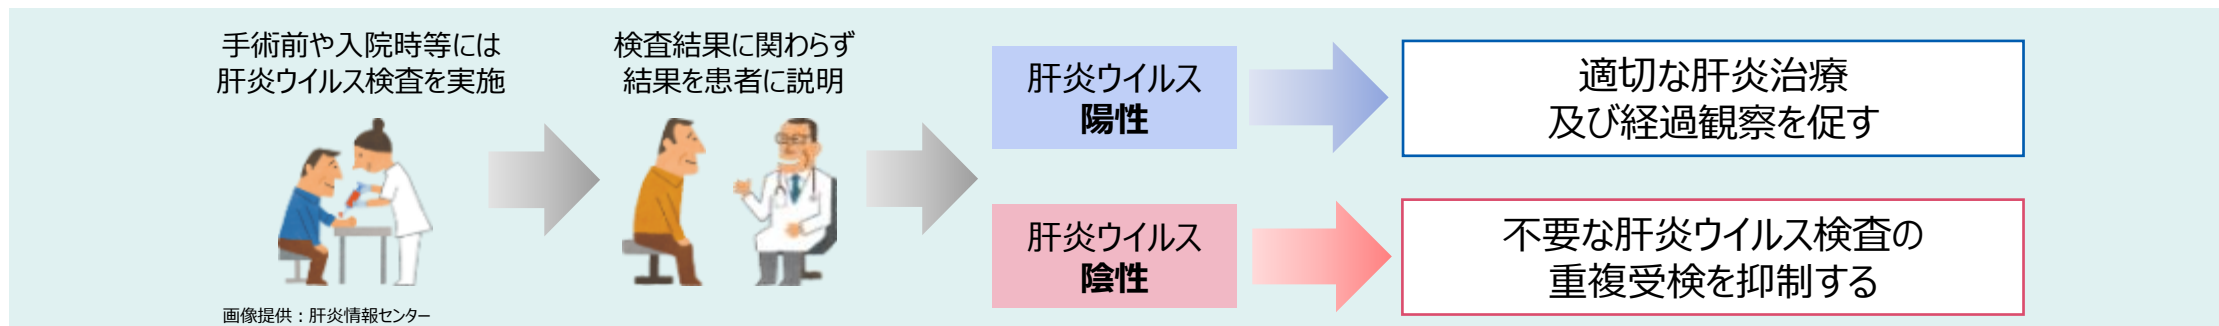 手術前や入院時等には
肝炎ウイルス検査を実施
検査結果に関わらず
結果を患者に説明
肝炎ウイルス
陽性
適切な肝炎治療
及び経過観察を促す
肝炎ウイルス
陰性
不要な肝炎ウイルス検査の
重複受検を抑制する
画像提供：肝炎情報センター